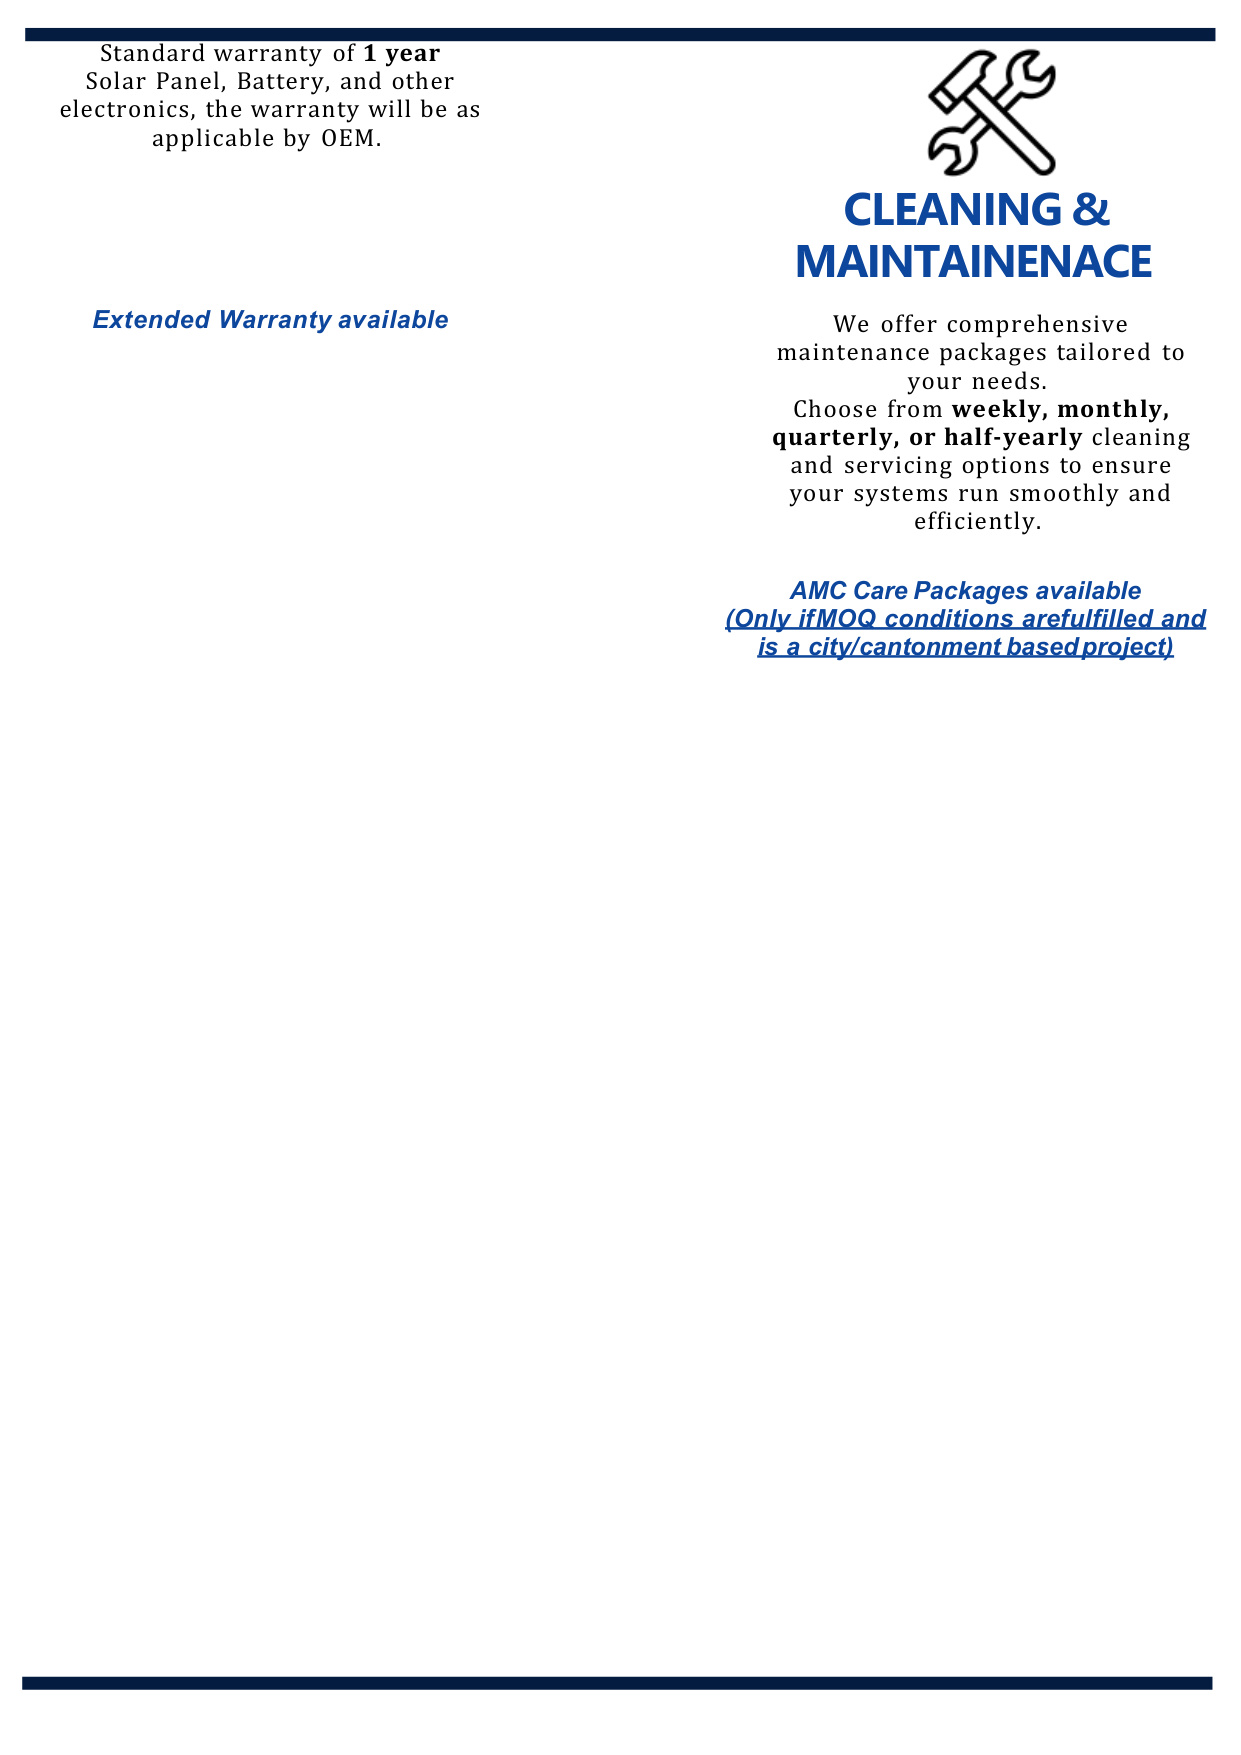 Standard warranty of 1 year
Solar Panel, Battery, and other
electronics, the warranty will be as
applicable by OEM.
Extended Warranty available
CLEANING &
MAINTAINENACE
We offer comprehensive
maintenance packages tailored to
your needs.
Choose from weekly, monthly,
quarterly, or half-yearly cleaning
and servicing options to ensure
your systems run smoothly and
efficiently.
AMC Care Packages available
(Only ifMOQ conditions arefulfilled and
is a city/cantonment basedproject)